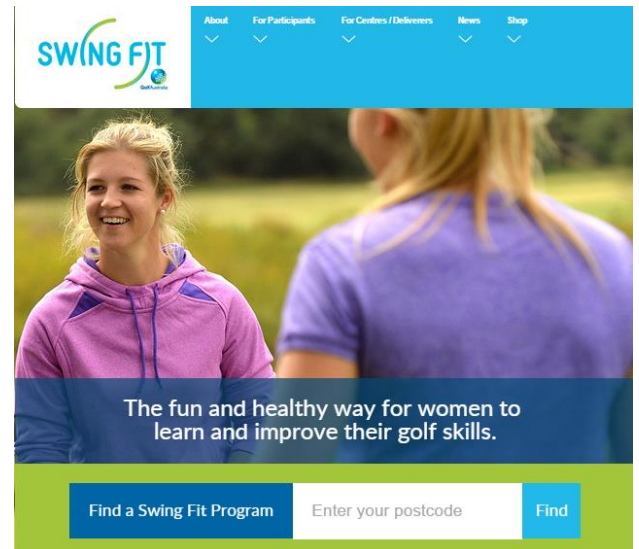 SWING FIT
Golf Australia
About For Participants For Centres / Deliverers News Shop
The fun and healthy way for women to
learn and improve their golf skills.
Find a Swing Fit Program Enter your postcode Find